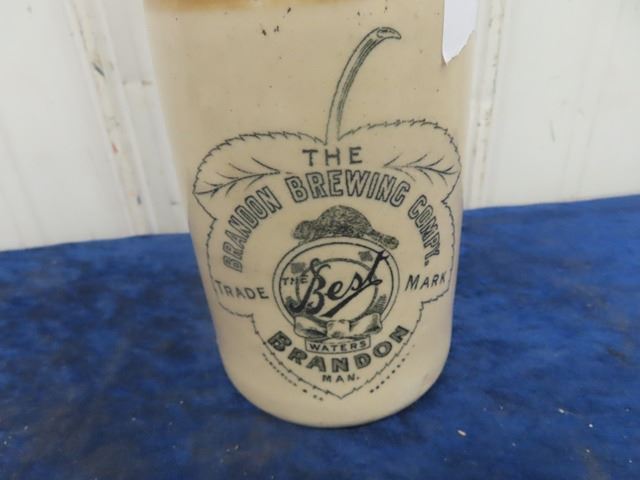 THE
BRANDON BREWING COMPY.
TRADE MARK
THE
Best
WATERS
BRANDON
MAN.